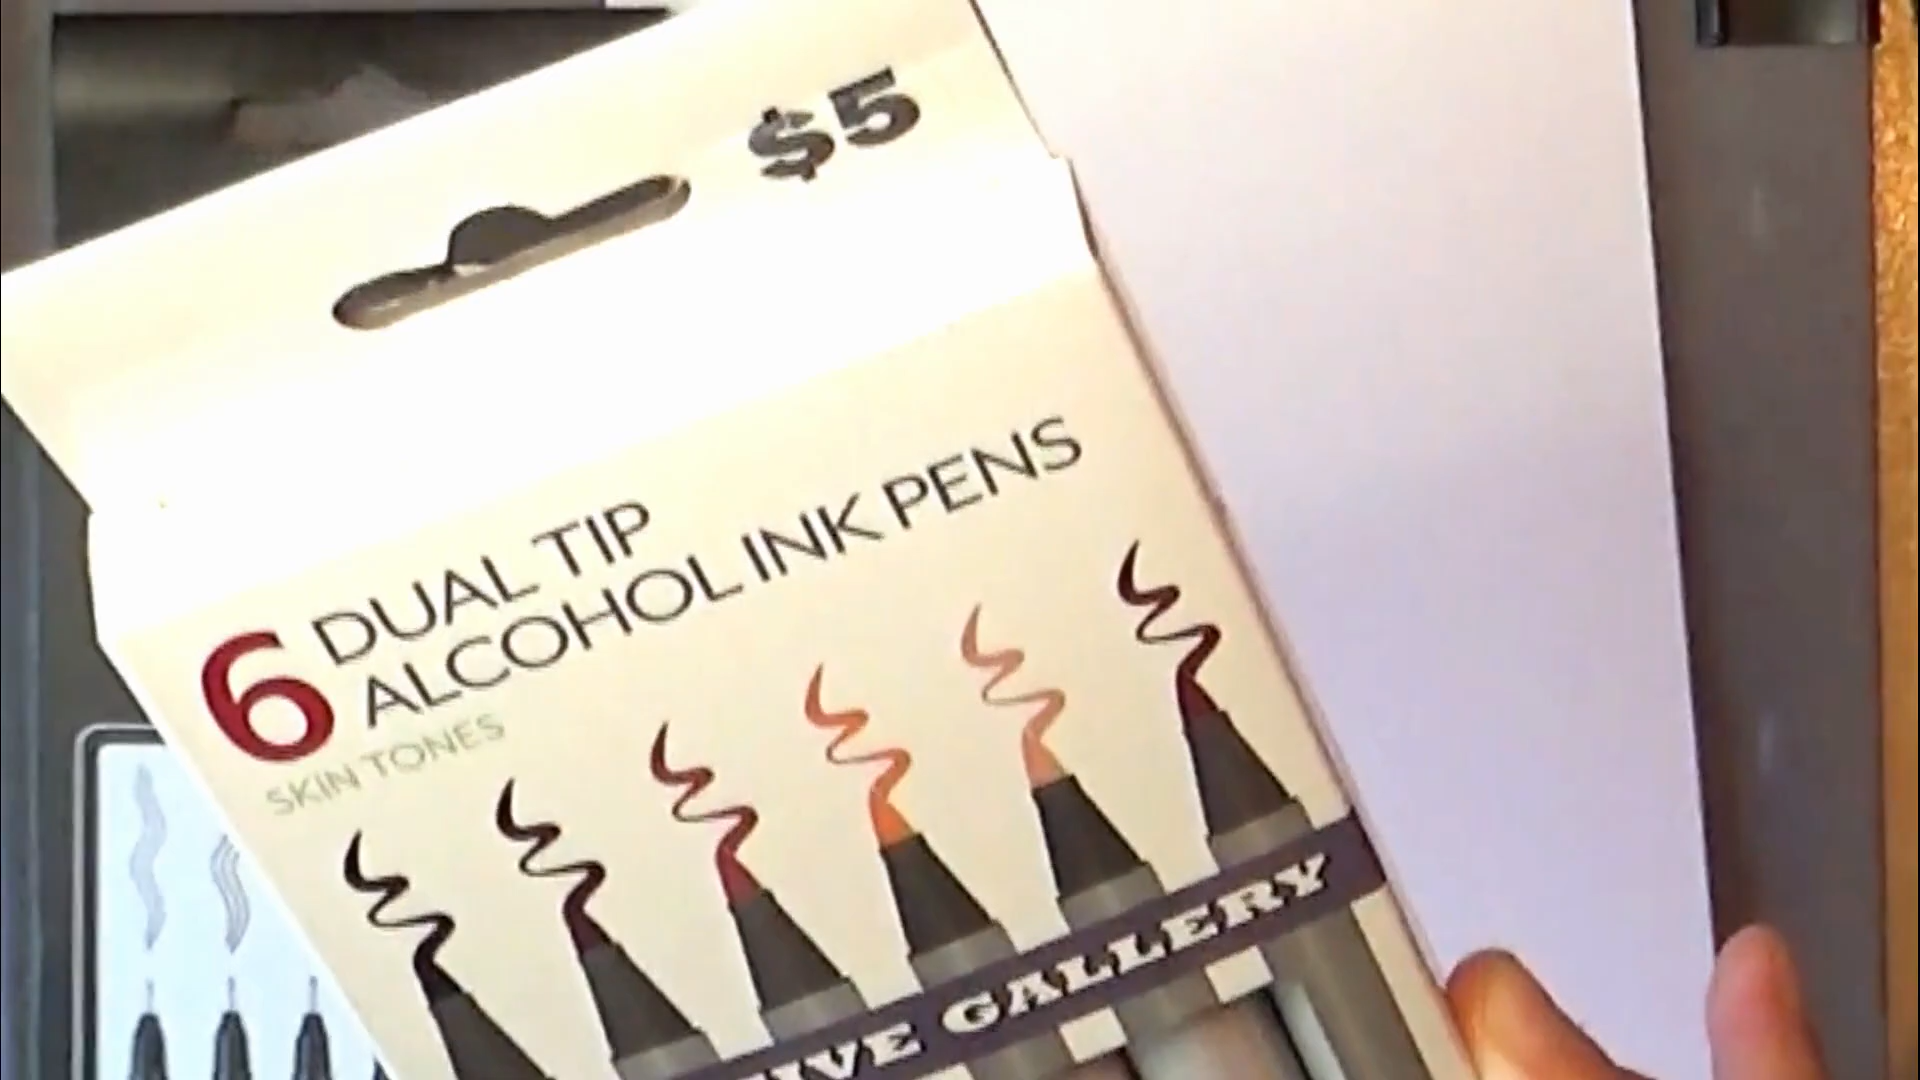 $5
6 DUAL TIP
ALCOHOL INK PENS
SKIN TONES
GALLERY